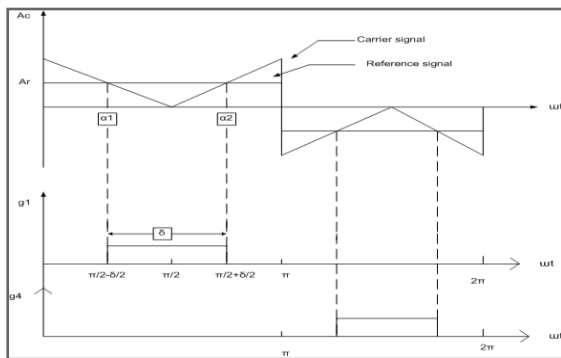 Ac
Carrier signal
Reference signal
Ar
ωt
α1
α2
g1
δ
π/2-δ/2
π/2
π/2+δ/2
π
2π
ωt
g4
ωt
π
2π